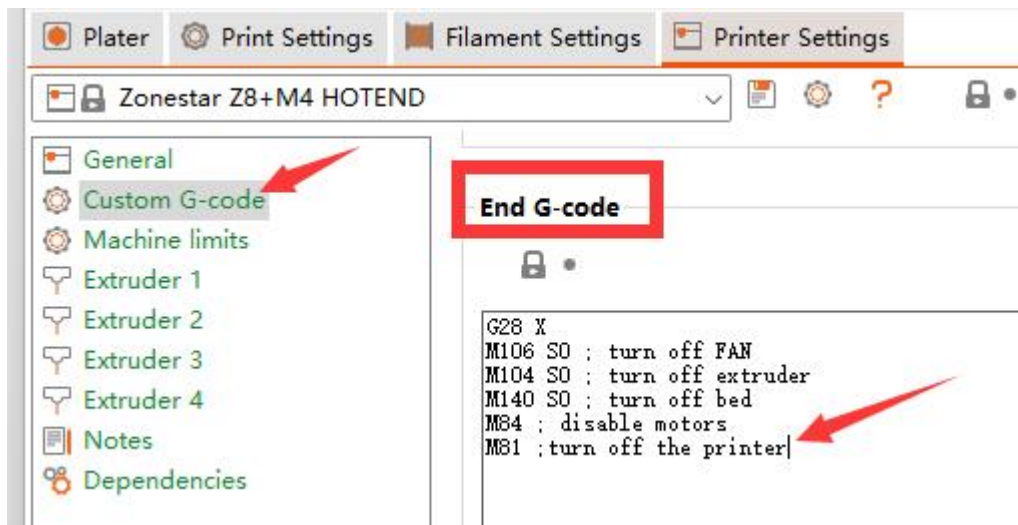 Plater Print Settings Filament Settings Printer Settings
Zonestar Z8+M4 HOTEND
General
Custom G-code
Machine limits
Extruder 1
Extruder 2
Extruder 3
Extruder 4
Notes
Dependencies
End G-code
G28 X
M106 S0 ; turn off FAN
M104 S0 ; turn off extruder
M140 S0 ; turn off bed
M84 ; disable motors
M81 ;turn off the printer